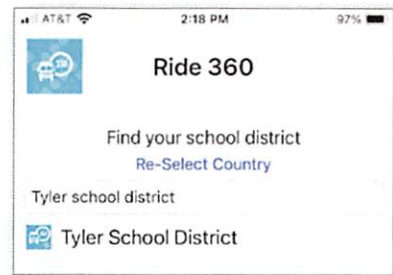 AT&T 2:18 PM 97%
Ride 360
Find your school district
Re-Select Country
Tyler school district
Tyler School District